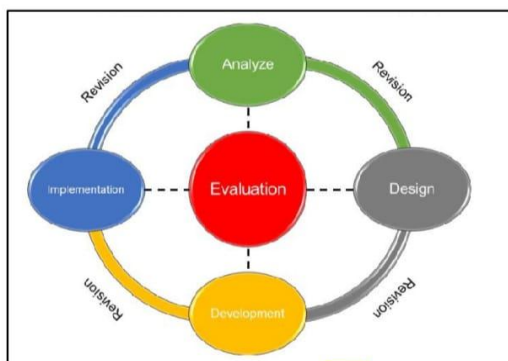 Analyze
Revision
Revision
Implementation
Evaluation
Design
Development
Revision
Revision